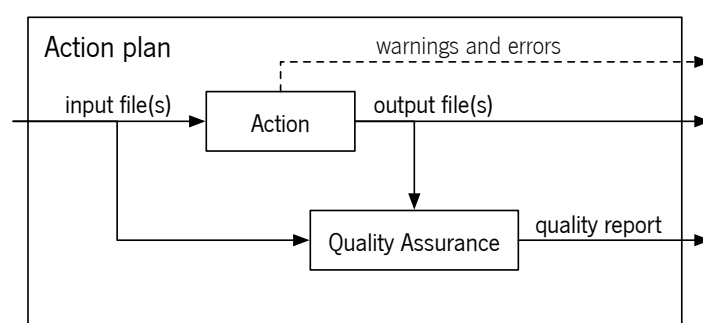 Action plan
warnings and errors
input file(s)
output file(s)
Action
quality report
Quality Assurance